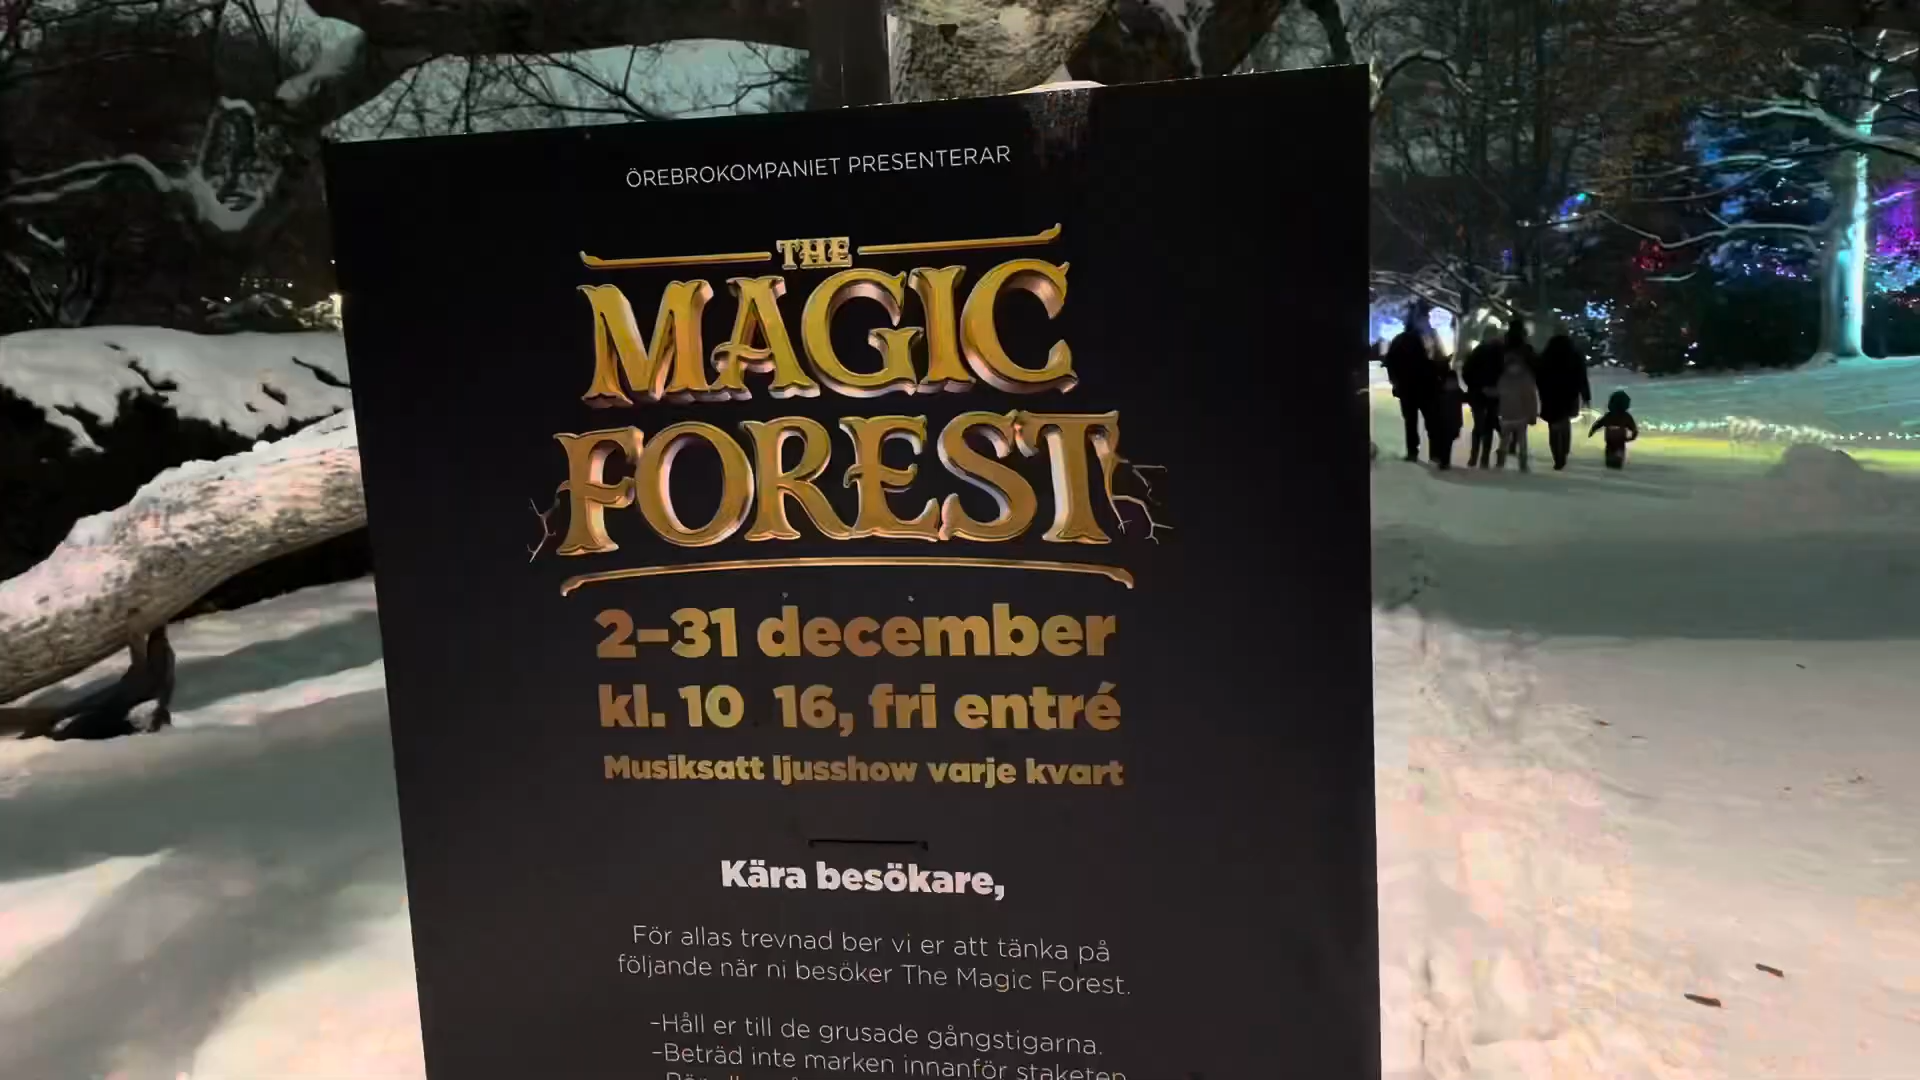 ÖREBROKOMPANIET PRESENTERAR
THE
MAGIC
FOREST
2-31 december
kl. 10 16, fri entré
Musiksatt ljusshow varje kvart
Kära besökare,
För allas trevnad ber vi er att tänka på
följande när ni besöker The Magic Forest.
-Håll er till de grusade gångstigarna.
-Beträd inte marken innanför staketen